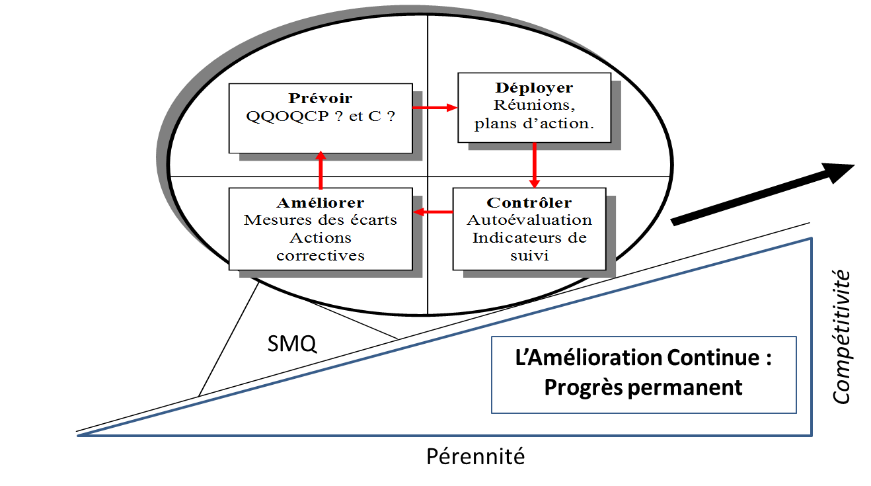 Prévoir
QQOQCP ? et C ?
Déployer
Réunions,
plans d’action.
Améliorer
Mesures des écarts
Actions
correctives
Contrôler
Autoévaluation
Indicateurs de
suivi
SMQ
L’Amélioration Continue :
Progrès permanent
Compétitivité
Pérennité